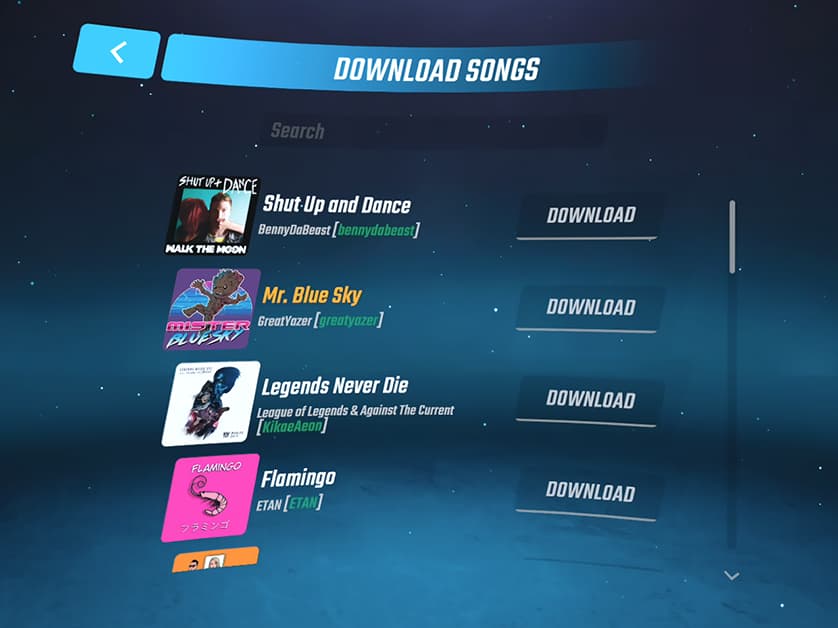 DOWNLOAD SONGS
Search
SHUT UP + DANCE
WALK THE MOON
Shut Up and Dance
BennyDaBeast [bennydabeast]
DOWNLOAD
MISTER
BLUE SKY
Mr. Blue Sky
GreatYazer [greatyazer]
DOWNLOAD
Legends Never Die
League of Legends & Against The Current
[KikaeAeon]
DOWNLOAD
FLAMINGO
フラミンゴ
Flamingo
ETAN [ETAN]
DOWNLOAD